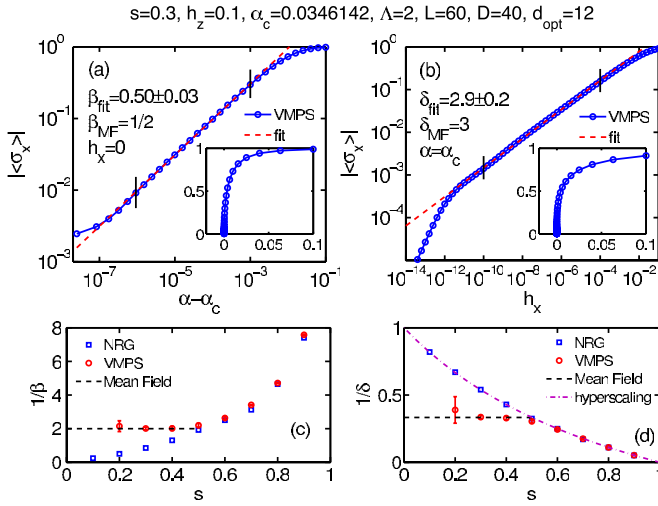 s=0.3, h_z=0.1, α_c=0.0346142, Λ=2, L=60, D=40, d_opt=12
(a)
β_fit=0.50±0.03
β_MF=1/2
h_x=0
VMPS
fit
|<σ_x>|
10^0
10^-1
10^-2
10^-3
10^-7
10^-5
10^-3
10^-1
α−α_c
1
0.5
0
0
0.05
0.1
(b)
δ_fit=2.9±0.2
δ_MF=3
α=α_c
VMPS
fit
|<σ_x>|
10^0
10^-1
10^-2
10^-3
10^-4
10^-14
10^-12
10^-10
10^-8
10^-6
10^-4
10^-2
h_x
1
0.5
0
0
0.05
0.1
NRG
VMPS
Mean Field
(c)
1/β
8
6
4
2
0
0
0.2
0.4
0.6
0.8
1
s
NRG
VMPS
Mean Field
hyperscaling
(d)
1/δ
1
0.5
0
0
0.2
0.4
0.6
0.8
1
s